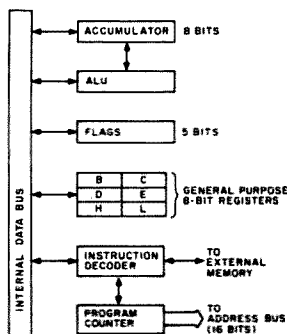 ACCUMULATOR 8 BITS
ALU
FLAGS 5 BITS
B C
D E
H L
GENERAL PURPOSE
8-BIT REGISTERS
INSTRUCTION
DECODER
TO
EXTERNAL
MEMORY
PROGRAM
COUNTER
TO
ADDRESS BUS
(16 BITS)
INTERNAL DATA BUS